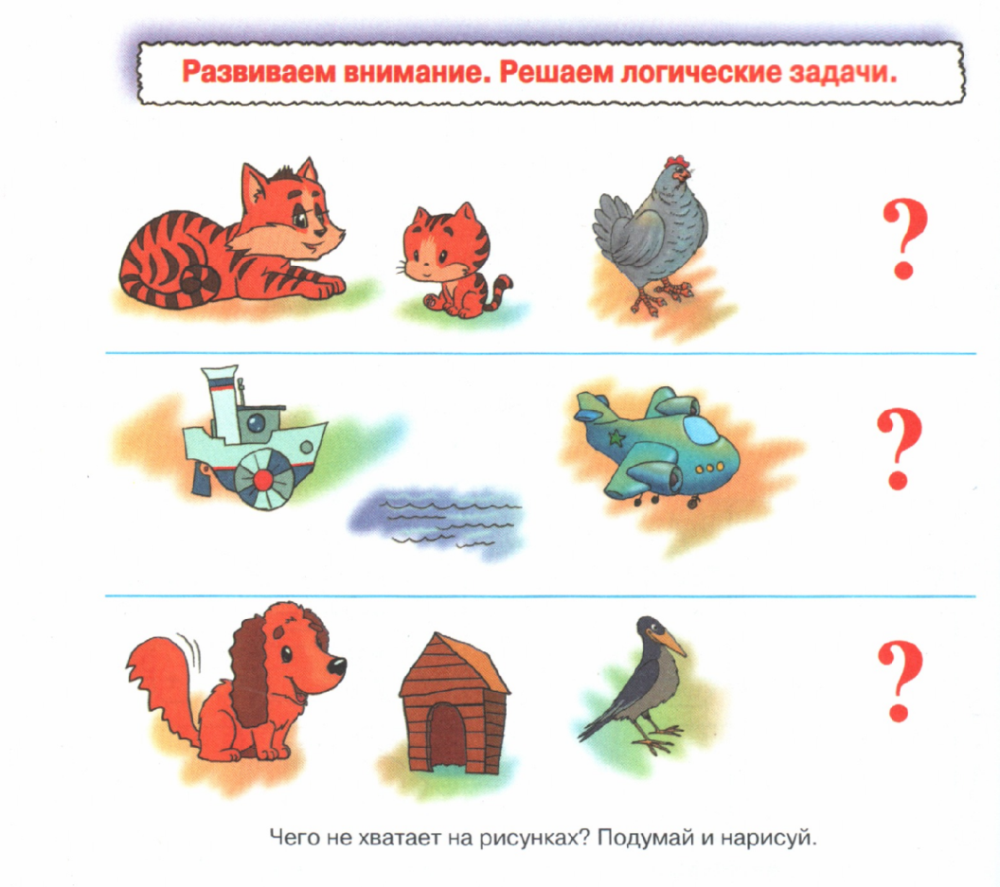 Развиваем внимание. Решаем логические задачи.
?
?
?
Чего не хватает на рисунках? Подумай и нарисуй.